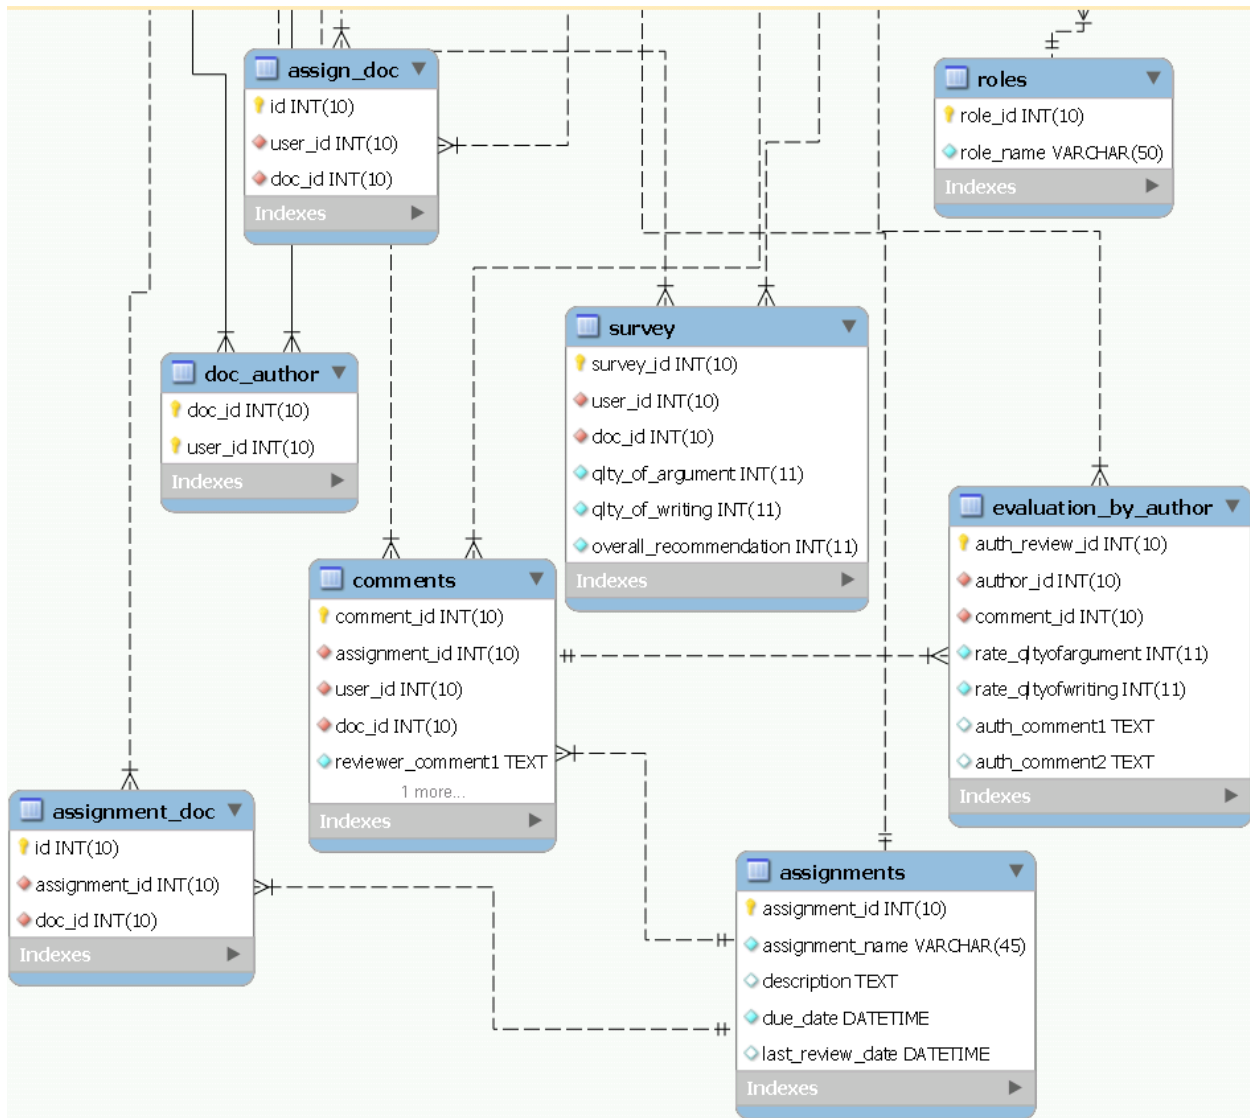 assign_doc
id INT(10)
user_id INT(10)
doc_id INT(10)
Indexes
roles
role_id INT(10)
role_name VARCHAR(50)
Indexes
doc_author
doc_id INT(10)
user_id INT(10)
Indexes
survey
survey_id INT(10)
user_id INT(10)
doc_id INT(10)
qlty_of_argument INT(11)
qlty_of_writing INT(11)
overall_recommendation INT(11)
Indexes
evaluation_by_author
auth_review_id INT(10)
author_id INT(10)
comment_id INT(10)
rate_qltyofargument INT(11)
rate_qltyofwriting INT(11)
auth_comment1 TEXT
auth_comment2 TEXT
Indexes
comments
comment_id INT(10)
assignment_id INT(10)
user_id INT(10)
doc_id INT(10)
reviewer_comment1 TEXT
1 more...
Indexes
assignment_doc
id INT(10)
assignment_id INT(10)
doc_id INT(10)
Indexes
assignments
assignment_id INT(10)
assignment_name VARCHAR(45)
description TEXT
due_date DATETIME
last_review_date DATETIME
Indexes